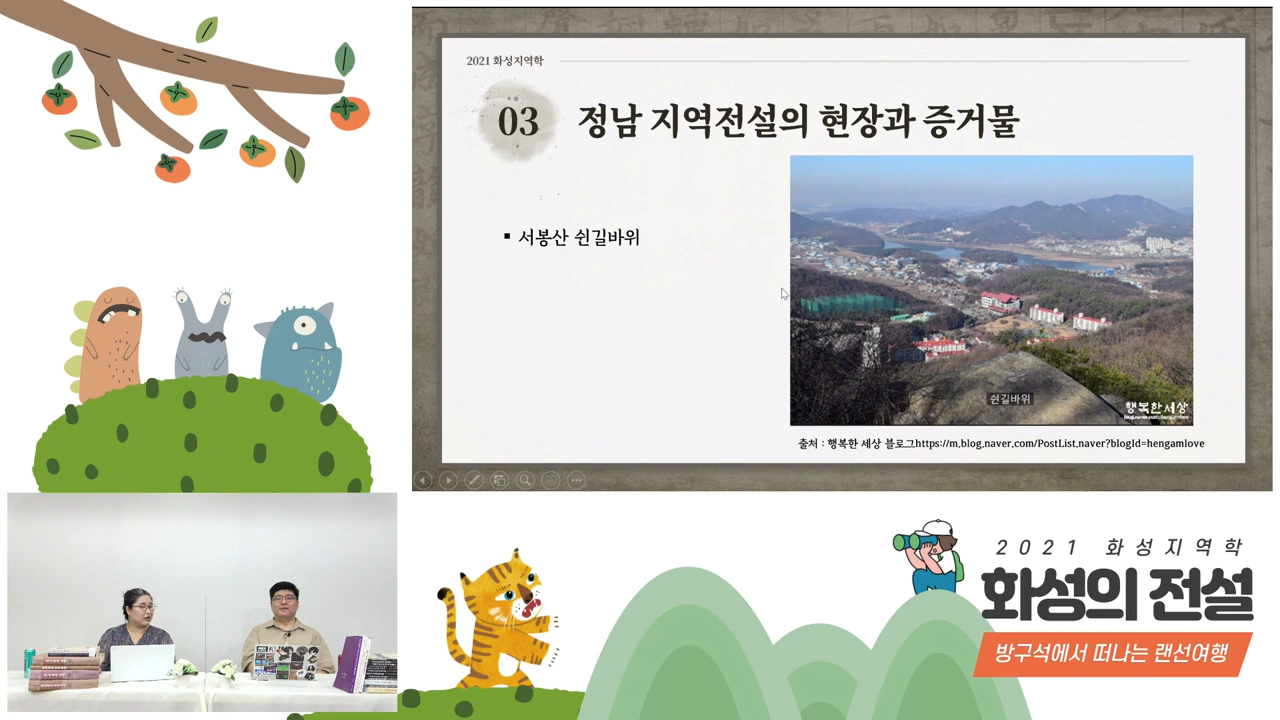 2021 화성지역학
03 정남 지역전설의 현장과 증거물
▪ 서봉산 쉰길바위
쉰길바위
행복한세상
출처 : 행복한 세상 블로그https://m.blog.naver.com/PostList.naver?blogId=hengamlove
2021 화성지역학
화성의 전설
방구석에서 떠나는 랜선여행